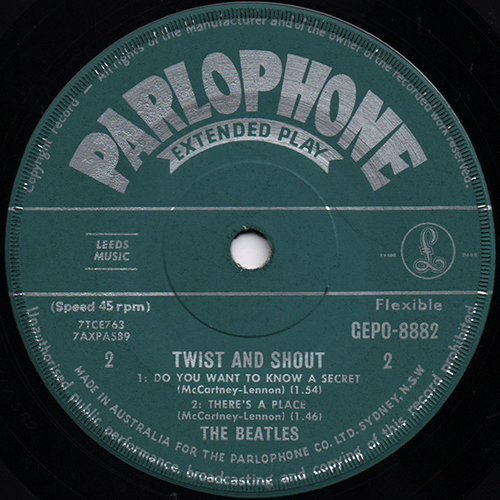 Copyright record — All rights of the Manufacturer and of the owner of the recorded work reserved.
PARLOPHONE
EXTENDED PLAY
LEEDS
MUSIC
TRADE MARK
£
(Speed 45 rpm)
Flexible
7TCE763
7AXPA589
GEPO-8882
2
TWIST AND SHOUT
2
1: DO YOU WANT TO KNOW A SECRET
(McCartney-Lennon) (1.54)
2: THERE'S A PLACE
(McCartney-Lennon) (1.46)
THE BEATLES
MADE IN AUSTRALIA FOR THE PARLOPHONE CO. LTD. SYDNEY, N.S.W.
Unauthorised public performance, broadcasting and copying of this record prohibited